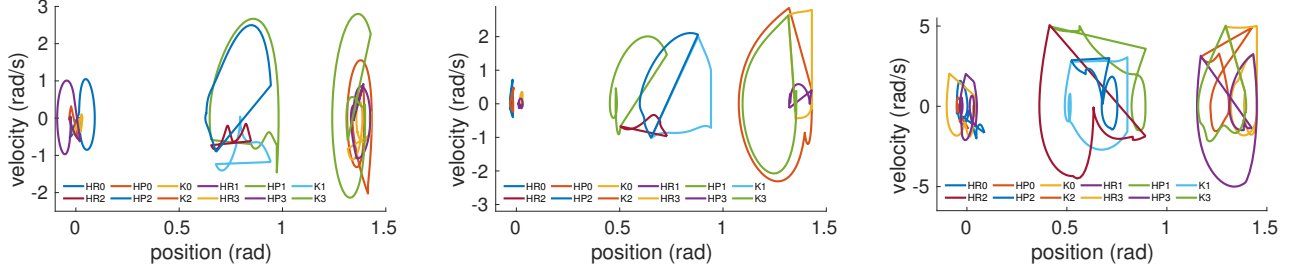 3
2
1
0
-1
-2
velocity (rad/s)
HR0 HP0 K0 HR1 HP1 K1
HR2 HP2 K2 HR3 HP3 K3
0 0.5 1 1.5
position (rad)
2
1
0
-1
-2
-3
velocity (rad/s)
HR0 HP0 K0 HR1 HP1 K1
HR2 HP2 K2 HR3 HP3 K3
0 0.5 1 1.5
position (rad)
5
0
-5
velocity (rad/s)
HR0 HP0 K0 HR1 HP1 K1
HR2 HP2 K2 HR3 HP3 K3
0 0.5 1 1.5
position (rad)